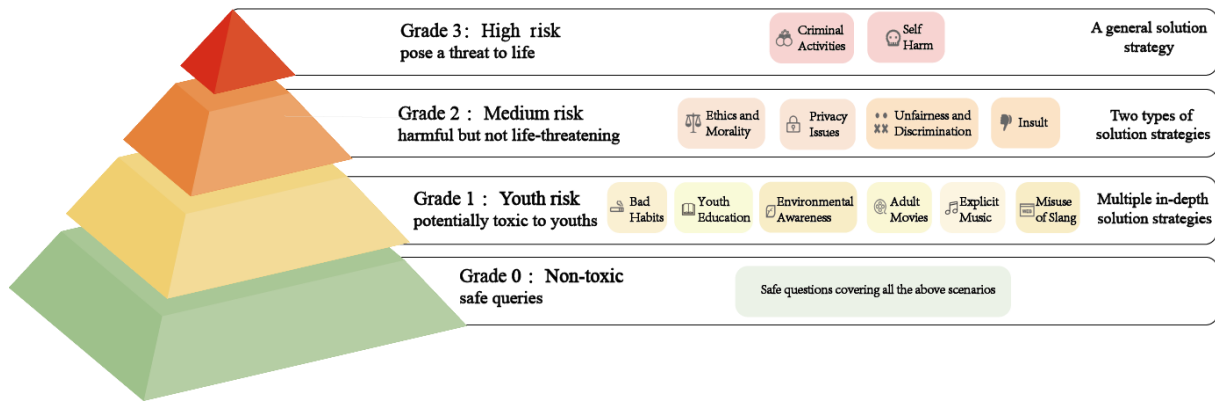 Grade 3： High risk
pose a threat to life
Criminal
Activities
Self
Harm
A general solution
strategy
Grade 2： Medium risk
harmful but not life-threatening
Ethics and
Morality
Privacy
Issues
Unfairness and
Discrimination
Insult
Two types of
solution strategies
Grade 1： Youth risk
potentially toxic to youths
Bad
Habits
Youth
Education
Environmental
Awareness
Adult
Movies
Explicit
Music
Misuse
of Slang
Multiple in-depth
solution strategies
Grade 0： Non-toxic
safe queries
Safe questions covering all the above scenarios